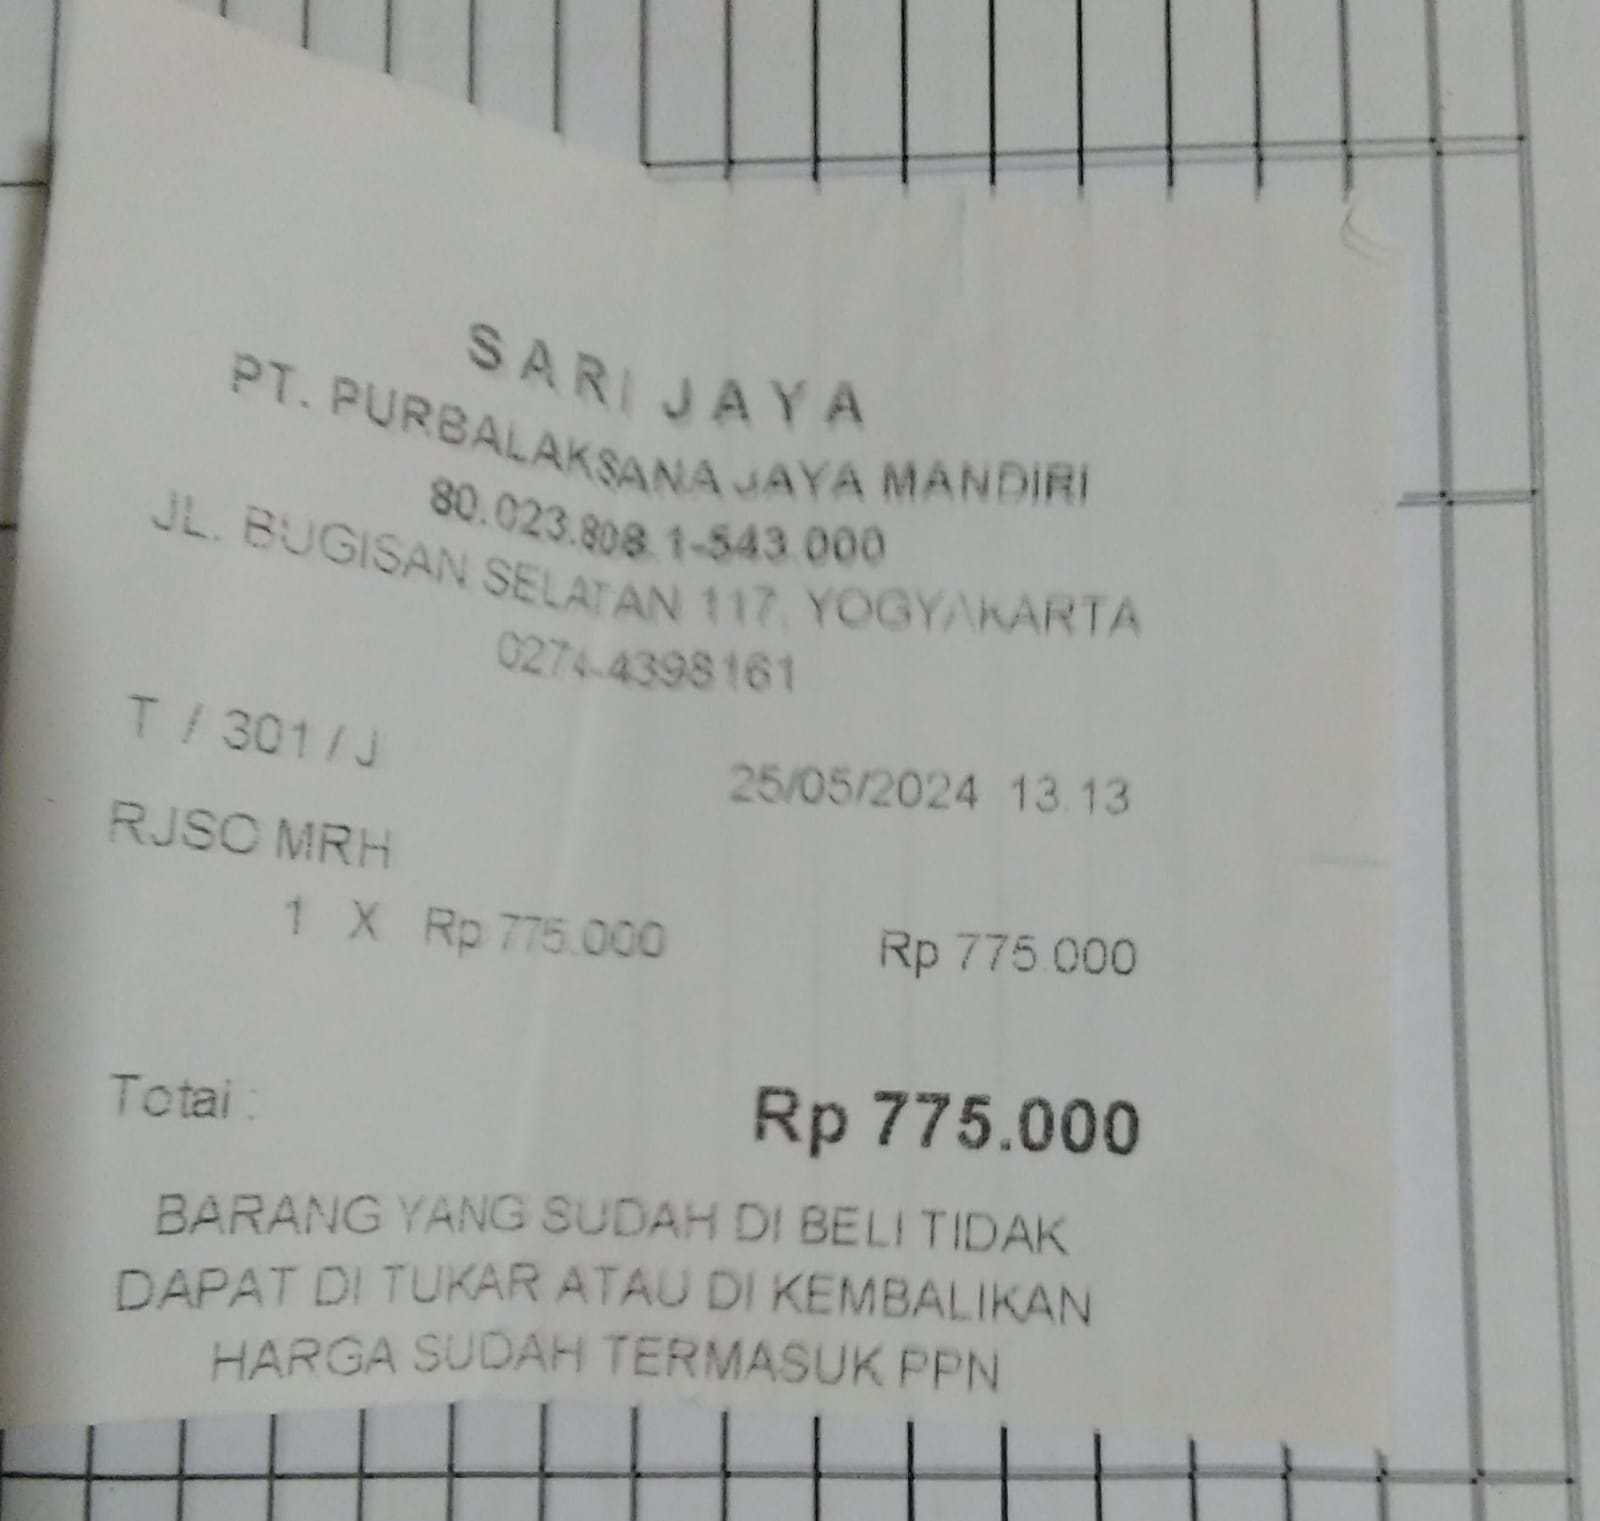 SARI JAYA
PT. PURBALAKSANA JAYA MANDIRI
80.023.808.1-543.000
JL. BUGISAN SELATAN 117, YOGYAKARTA
0274-4398161
T / 301 / J
25/05/2024 13.13
RJSO MRH
1 X Rp 775.000 Rp 775.000
Total : Rp 775.000
BARANG YANG SUDAH DI BELI TIDAK
DAPAT DI TUKAR ATAU DI KEMBALIKAN
HARGA SUDAH TERMASUK PPN